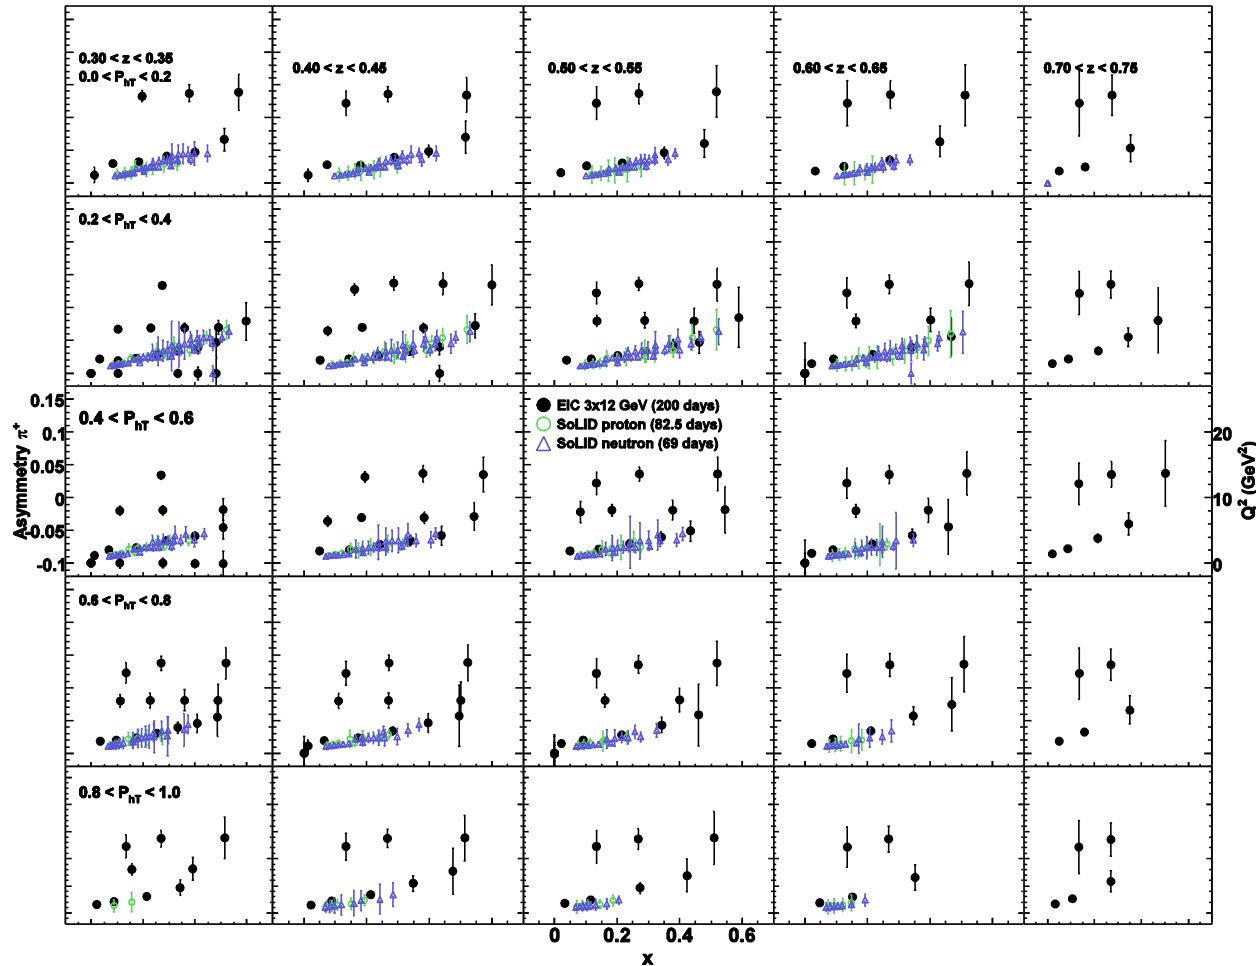 0.30 < z < 0.35
0.0 < P_hT < 0.2
0.40 < z < 0.45
0.50 < z < 0.55
0.60 < z < 0.65
0.70 < z < 0.75
0.2 < P_hT < 0.4
0.4 < P_hT < 0.6
EIC 3x12 GeV (200 days)
SoLID proton (82.5 days)
SoLID neutron (69 days)
0.15
0.1
0.05
0
-0.05
-0.1
Asymmetry π⁺
20
10
0
Q² (GeV²)
0.6 < P_hT < 0.8
0.8 < P_hT < 1.0
0 0.2 0.4 0.6
x